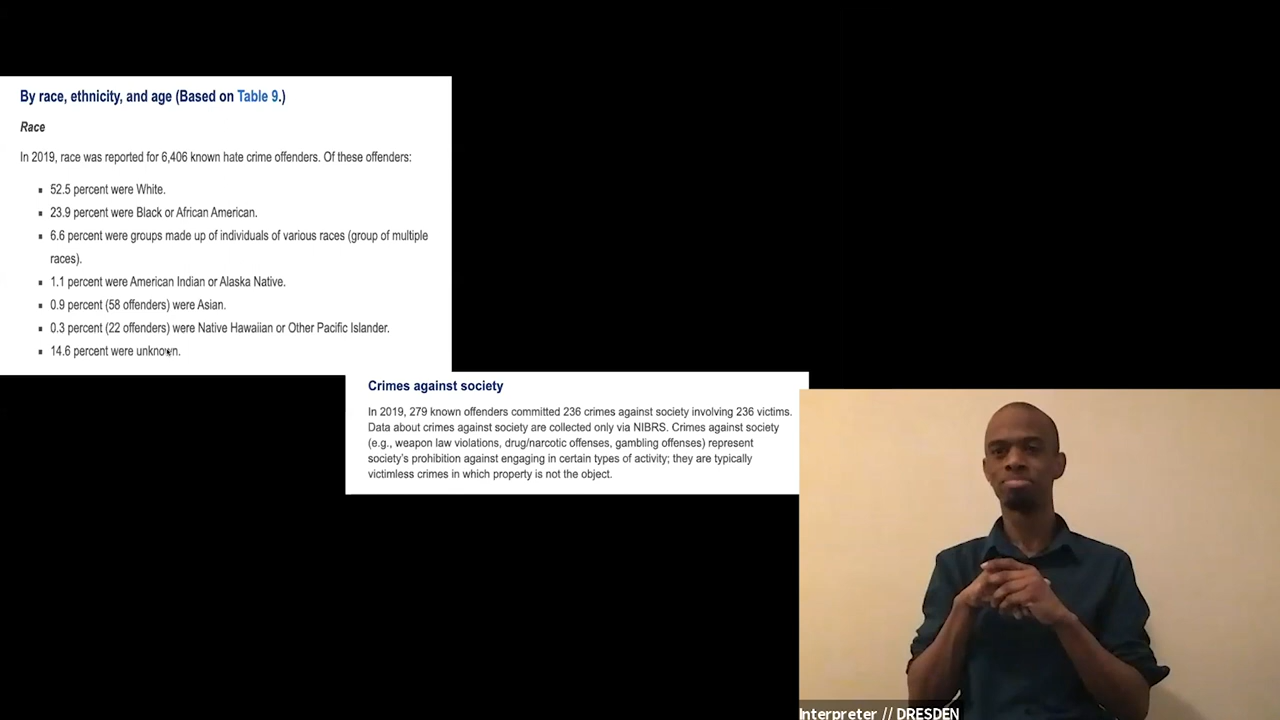 By race, ethnicity, and age (Based on Table 9.)
Race
In 2019, race was reported for 6,406 known hate crime offenders. Of these offenders:
▪ 52.5 percent were White.
▪ 23.9 percent were Black or African American.
▪ 6.6 percent were groups made up of individuals of various races (group of multiple
races).
▪ 1.1 percent were American Indian or Alaska Native.
▪ 0.9 percent (58 offenders) were Asian.
▪ 0.3 percent (22 offenders) were Native Hawaiian or Other Pacific Islander.
▪ 14.6 percent were unknown.
Crimes against society
In 2019, 279 known offenders committed 236 crimes against society involving 236 victims.
Data about crimes against society are collected only via NIBRS. Crimes against society
(e.g., weapon law violations, drug/narcotic offenses, gambling offenses) represent
society's prohibition against engaging in certain types of activity; they are typically
victimless crimes in which property is not the object.
Interpreter // DRESDEN